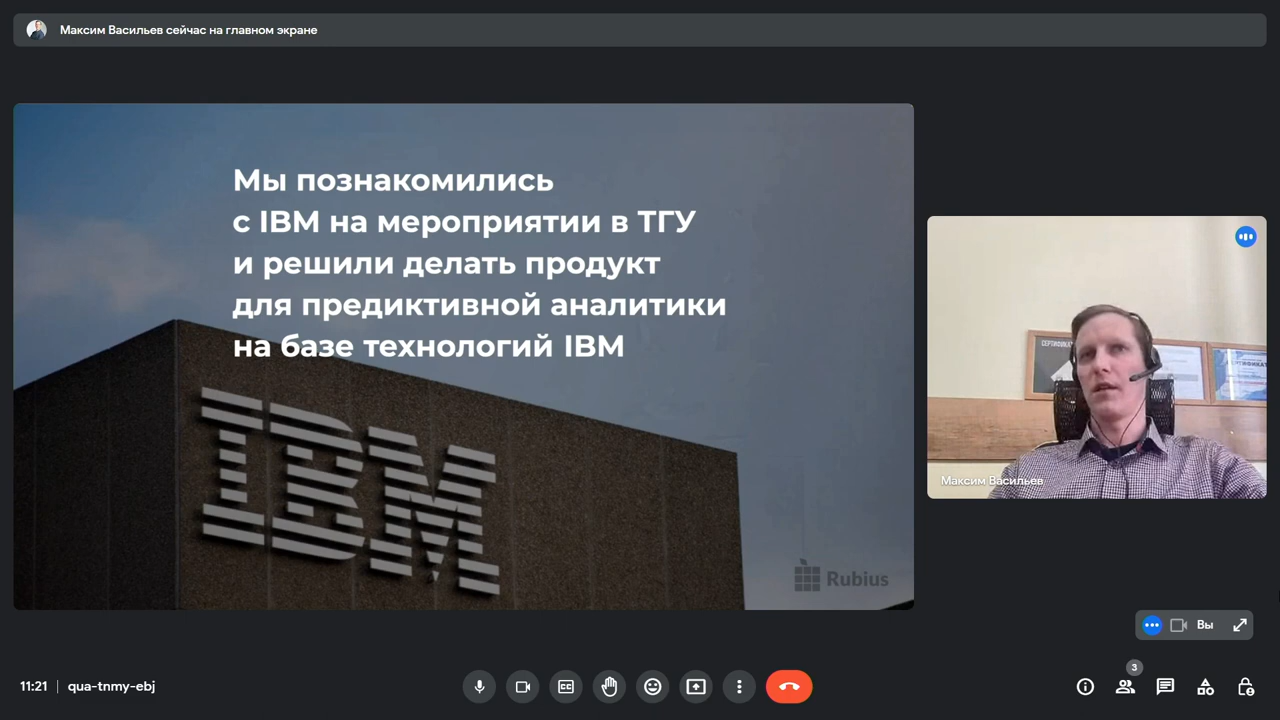 Максим Васильев сейчас на главном экране
Мы познакомились
с IBM на мероприятии в ТГУ
и решили делать продукт
для предиктивной аналитики
на базе технологий IBM
IBM
Rubius
СЕРТИФИКАТ
Максим Васильев
Вы
11:21
qua-tnmy-ebj
3